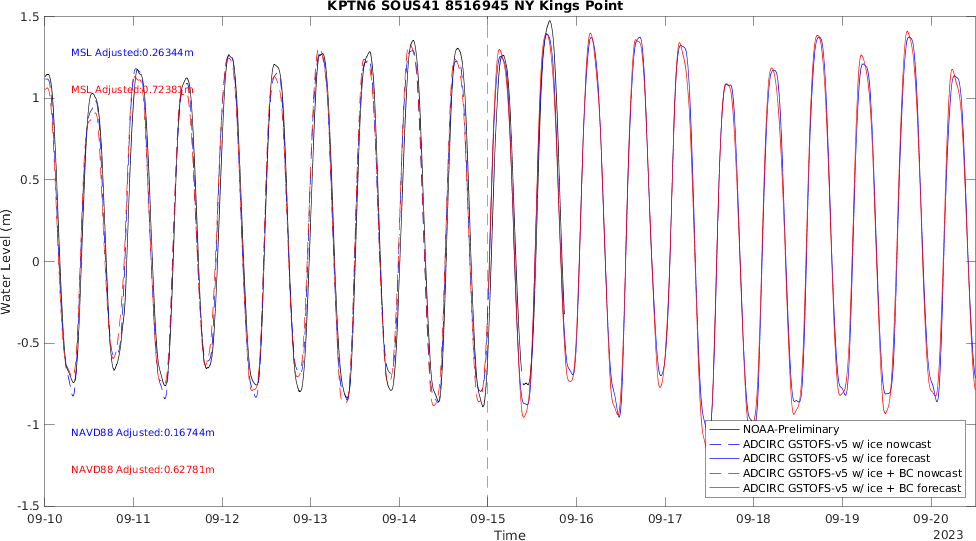 KPTN6 SOUS41 8516945 NY Kings Point
1.5
1
0.5
0
-0.5
-1
-1.5
Water Level (m)
MSL Adjusted:0.26344m
MSL Adjusted:0.72381m
NAVD88 Adjusted:0.16744m
NAVD88 Adjusted:0.62781m
NOAA-Preliminary
ADCIRC GSTOFS-v5 w/ ice nowcast
ADCIRC GSTOFS-v5 w/ ice forecast
ADCIRC GSTOFS-v5 w/ ice + BC nowcast
ADCIRC GSTOFS-v5 w/ ice + BC forecast
09-10 09-11 09-12 09-13 09-14 09-15 09-16 09-17 09-18 09-19 09-20
Time
2023